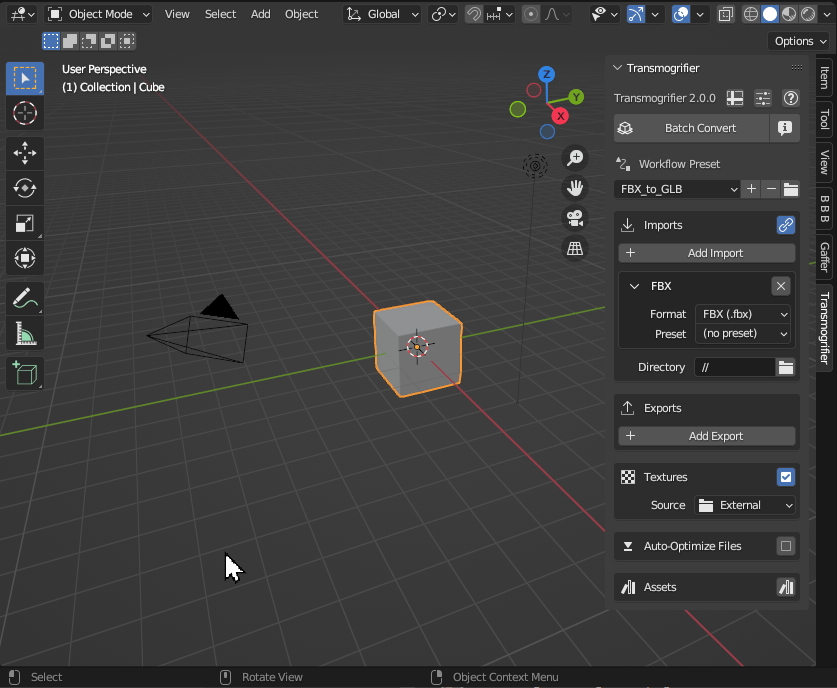 Object Mode View Select Add Object Global
Options
User Perspective
(1) Collection | Cube
Z
Y
X
Transmogrifier
Transmogrifier 2.0.0
Batch Convert
Workflow Preset
FBX_to_GLB
Imports
Add Import
FBX
Format FBX (.fbx)
Preset (no preset)
Directory //
Exports
Add Export
Textures
Source External
Auto-Optimize Files
Assets
Item
Tool
View
B B B
Gaffer
Transmogrifier
Select Rotate View Object Context Menu